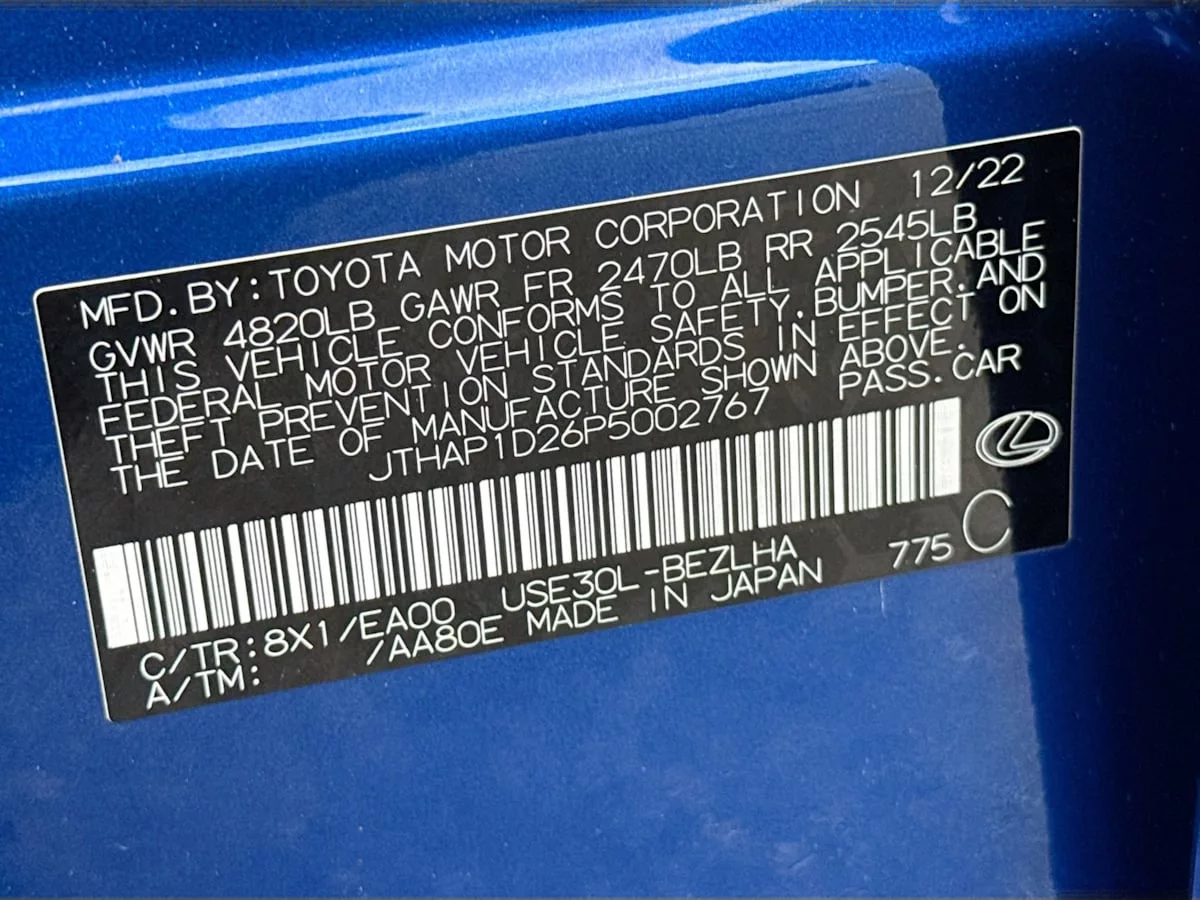 MFD. BY: TOYOTA MOTOR CORPORATION 12/22
GVWR 4820LB GAWR FR 2470LB RR 2545LB
THIS VEHICLE CONFORMS TO ALL APPLICABLE
FEDERAL MOTOR VEHICLE SAFETY. BUMPER. AND
THEFT PREVENTION STANDARDS IN EFFECT ON
THE DATE OF MANUFACTURE SHOWN ABOVE.
JTHAP1D26P5002767 PASS. CAR
C/TR: 8X1/EA00 USE30L-BEZLHA 775 C
A/TM: /AA80E MADE IN JAPAN